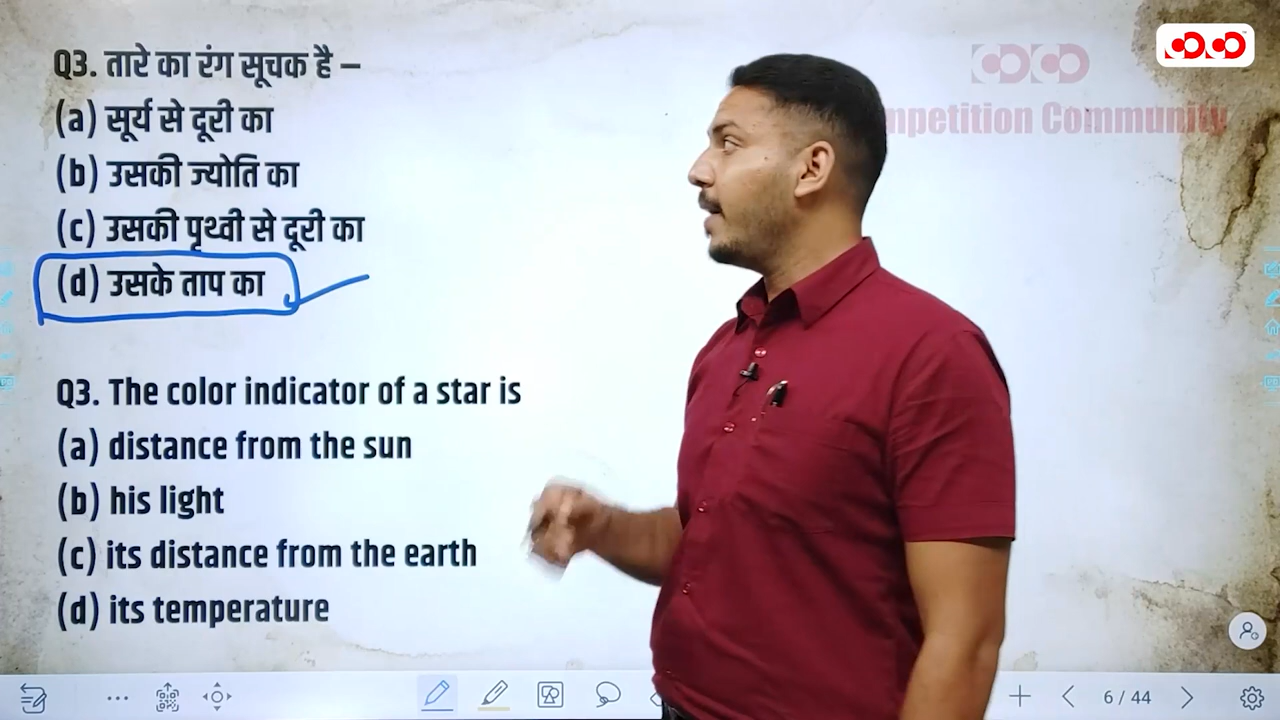 Q3. तारे का रंग सूचक है –
(a) सूर्य से दूरी का
(b) उसकी ज्योति का
(c) उसकी पृथ्वी से दूरी का
(d) उसके ताप का
Q3. The color indicator of a star is
(a) distance from the sun
(b) his light
(c) its distance from the earth
(d) its temperature
Community
6 / 44